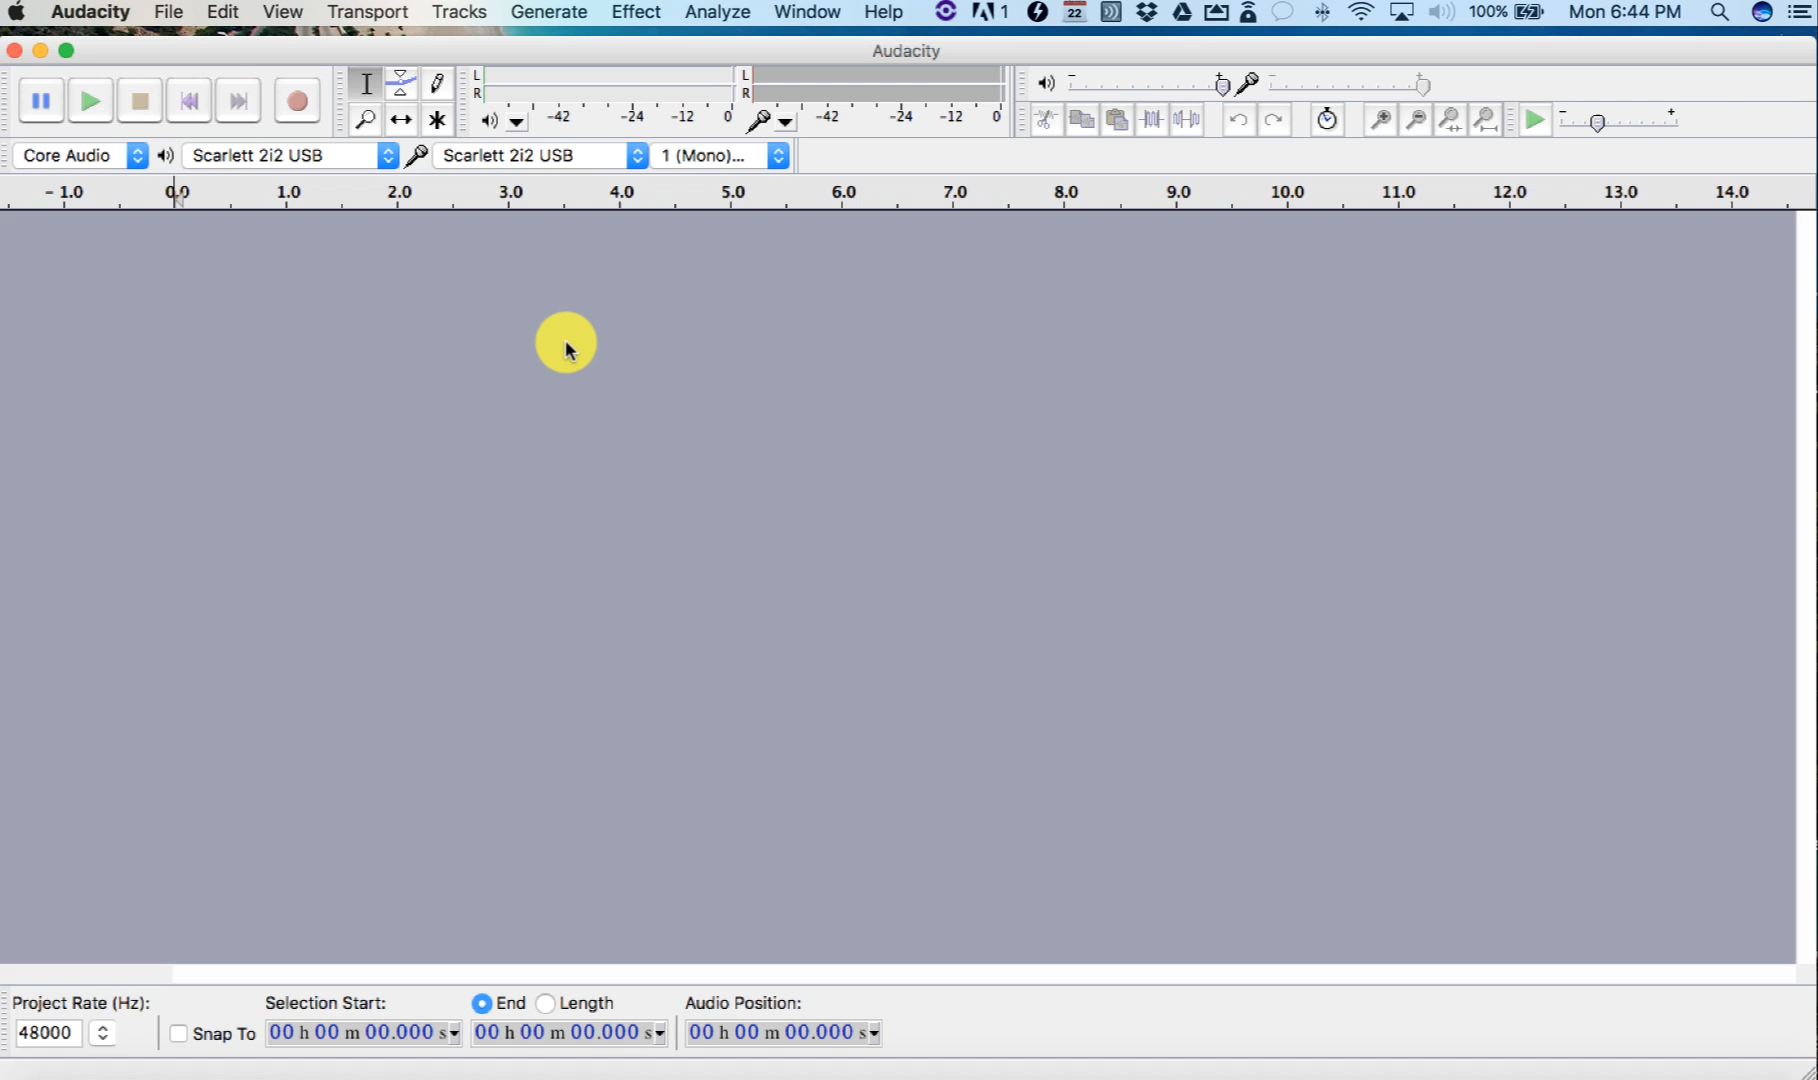 Audacity File Edit View Transport Tracks Generate Effect Analyze Window Help 1 22 100% Mon 6:44 PM
Audacity
L L
R R
-42 -24 -12 0 -42 -24 -12 0
Core Audio Scarlett 2i2 USB Scarlett 2i2 USB 1 (Mono)...
- 1.0 0.0 1.0 2.0 3.0 4.0 5.0 6.0 7.0 8.0 9.0 10.0 11.0 12.0 13.0 14.0
Project Rate (Hz): Selection Start: End Length Audio Position:
48000 Snap To 00 h 00 m 00.000 s 00 h 00 m 00.000 s 00 h 00 m 00.000 s